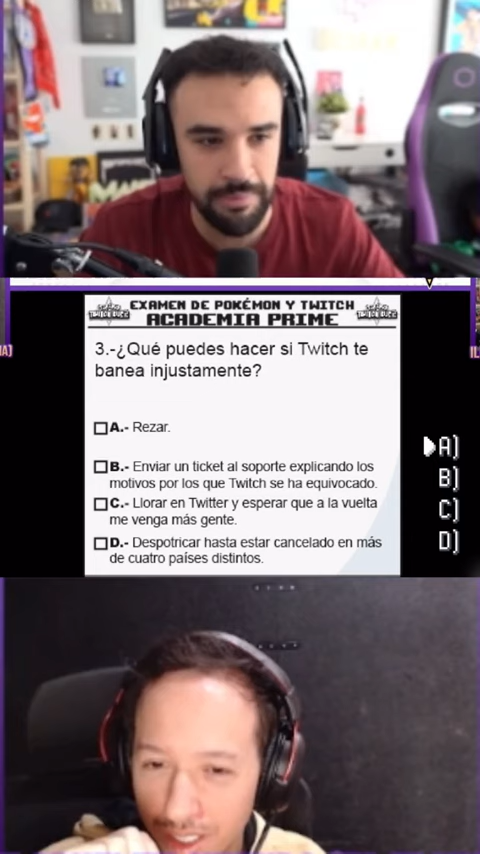 EXAMEN DE POKÉMON Y TWITCH
ACADEMIA PRIME
3.-¿Qué puedes hacer si Twitch te
banea injustamente?
A.- Rezar.
B.- Enviar un ticket al soporte explicando los
motivos por los que Twitch se ha equivocado.
C.- Llorar en Twitter y esperar que a la vuelta
me venga más gente.
D.- Despotricar hasta estar cancelado en más
de cuatro países distintos.
A)
B)
C)
D)